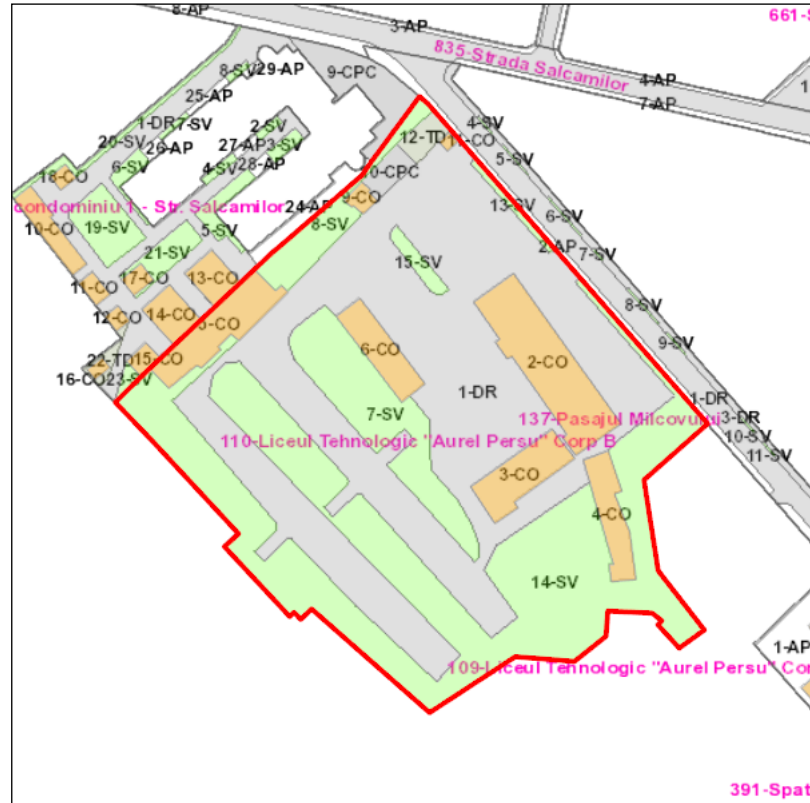 8-AP
3-AP
661-S
835-Strada Salcamilor
4-AP
7-AP
8-SV
29-AP
9-CPC
25-AP
1-DR
7-SV
2-SV
20-SV
26-AP
27-AP
3-SV
6-SV
4-SV
28-AP
12-TD
11-CO
4-SV
5-SV
10-CPC
18-CO
condominiu 1 - Str. Salcamilor
24-AP
9-CO
13-SV
6-SV
10-CO
19-SV
5-SV
8-SV
2-AP
7-SV
21-SV
15-SV
11-CO
17-CO
13-CO
8-SV
12-CO
14-CO
5-CO
9-SV
22-TD
15-CO
6-CO
2-CO
16-CO
23-SV
1-DR
1-DR
7-SV
137-Pasajul Milcovului
3-DR
110-Liceul Tehnologic "Aurel Persu" Corp B
10-SV
11-SV
3-CO
4-CO
14-SV
1-AP
109-Liceul Tehnologic "Aurel Persu" Cor
391-Spat